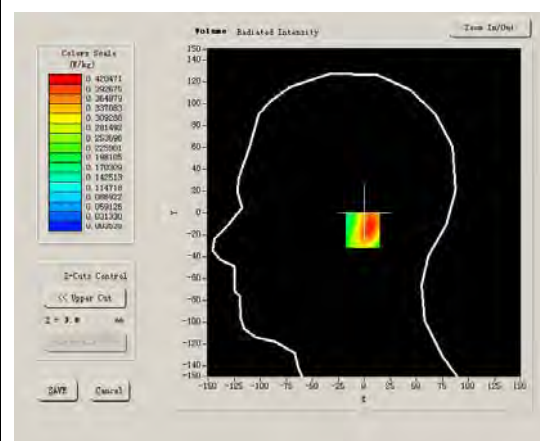 Volume Radiated Intensity
Zoom In/Out
Colors Scale
(W/kg)
0.420471
0.392675
0.364879
0.337083
0.309288
0.281492
0.253696
0.225901
0.198105
0.170309
0.142513
0.114718
0.086922
0.059126
0.031330
0.003535
150
140
120
100
80
60
40
20
0
-20
-40
-60
-80
-100
-120
-140
-150
Y
-150 -125 -100 -75 -50 -25 0 25 50 75 100 125 150
X
Z-Cuts Control
<< Upper Cut
Z = 3.0 mm
SAVE
Cancel